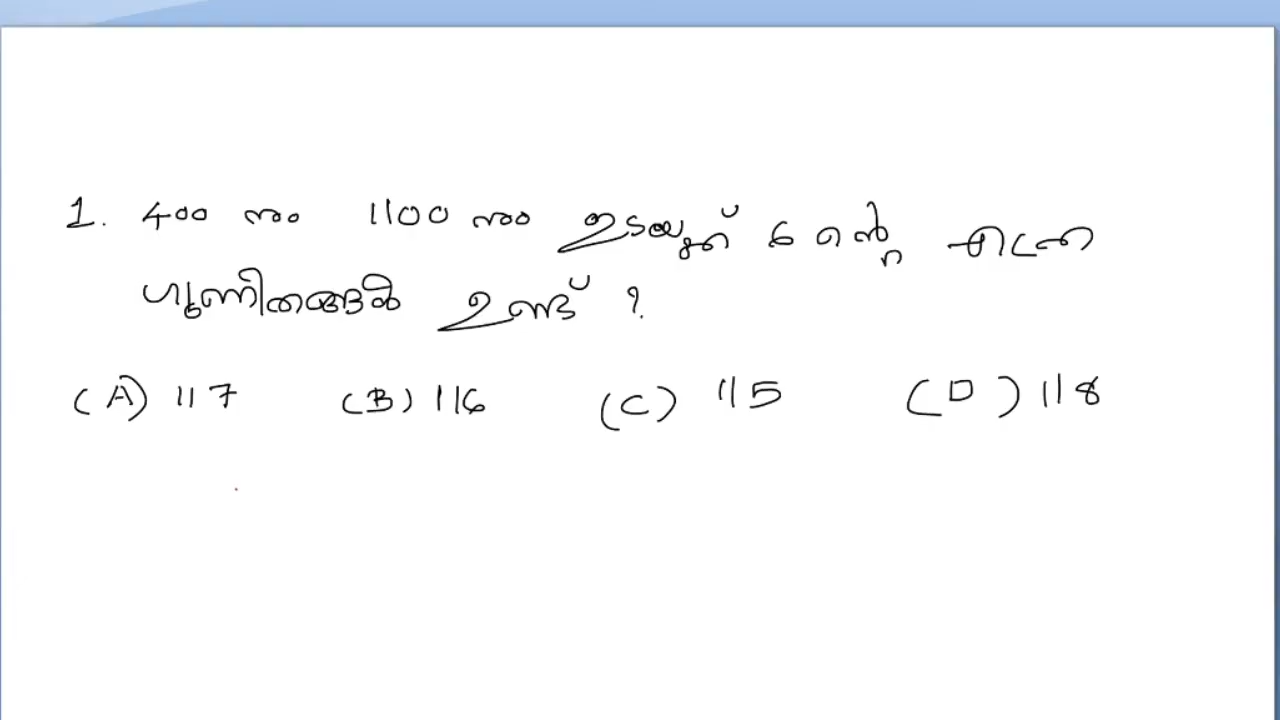 1. 400 നും 1100 നും ഇടയ്ക്ക് 6 ന്റെ എത്ര
ഗുണിതങ്ങൾ ഉണ്ട് ?
(A) 117 (B) 116 (C) 115 (D) 118